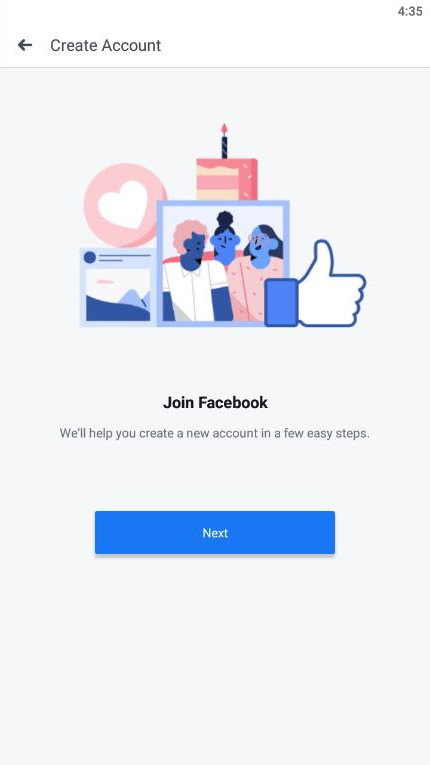 4:35
Create Account
Join Facebook
We'll help you create a new account in a few easy steps.
Next